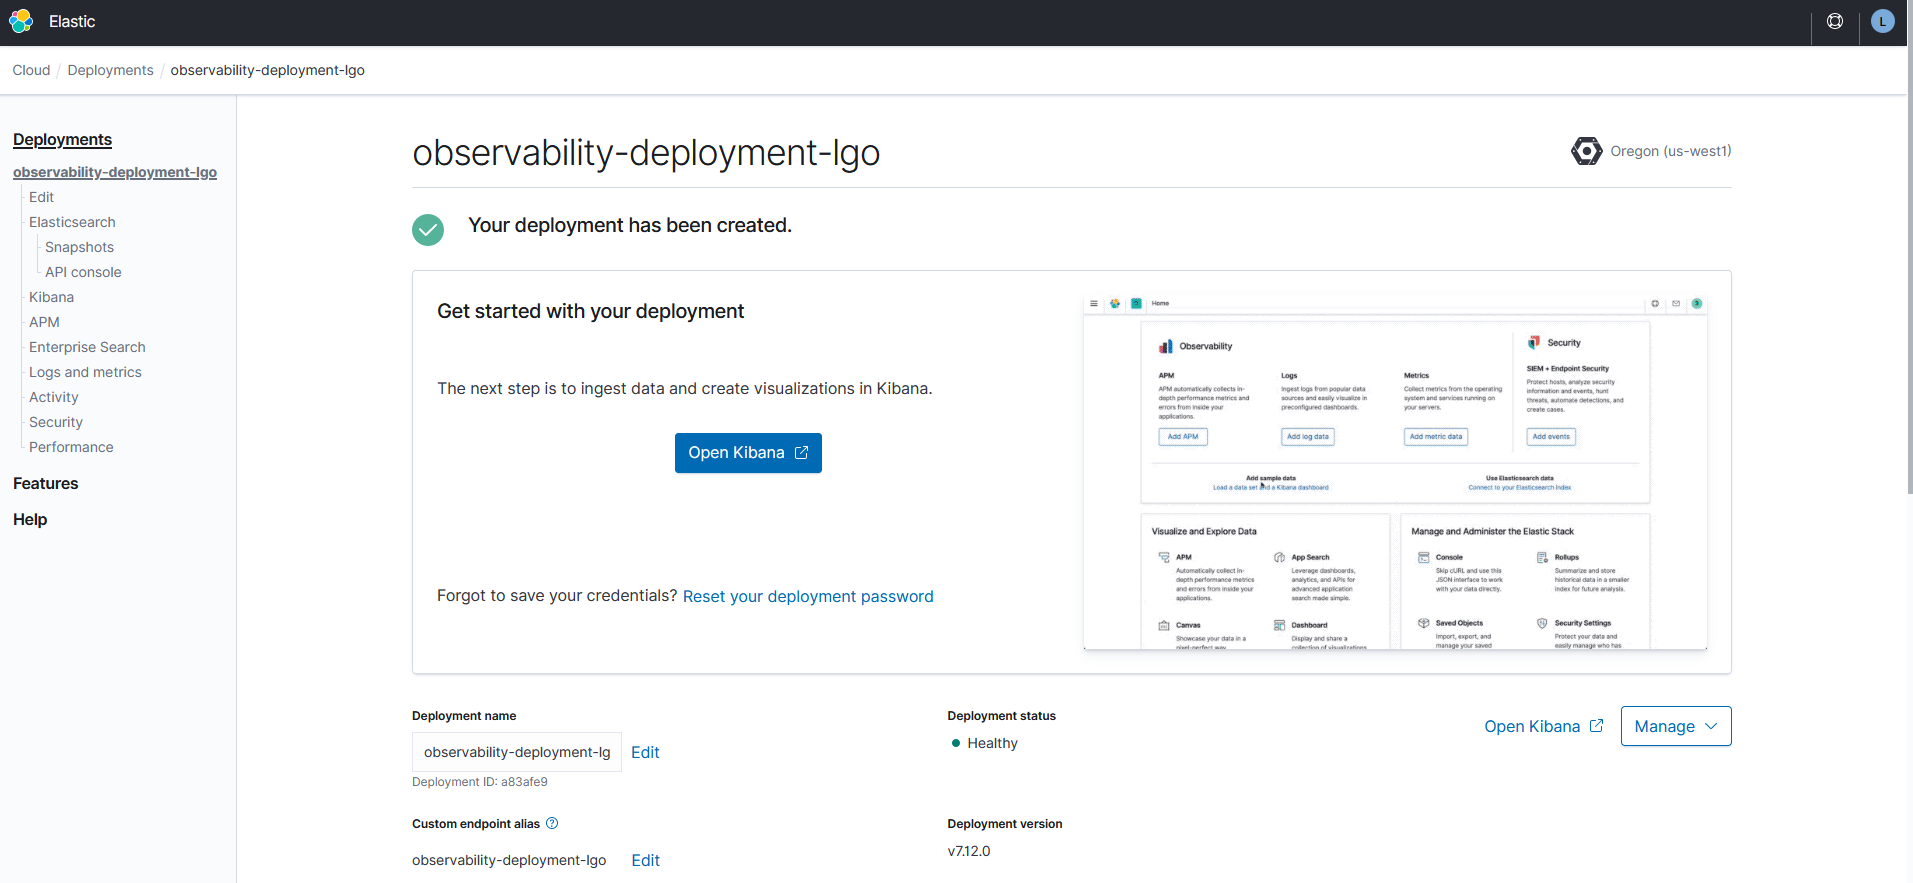 Elastic
L
Cloud / Deployments / observability-deployment-lgo
Deployments
observability-deployment-lgo
Edit
Elasticsearch
Snapshots
API console
Kibana
APM
Enterprise Search
Logs and metrics
Activity
Security
Performance
Features
Help
observability-deployment-lgo
Oregon (us-west1)
Your deployment has been created.
Get started with your deployment
The next step is to ingest data and create visualizations in Kibana.
Open Kibana
Forgot to save your credentials? Reset your deployment password
Home
Observability
APM
APM automatically collects in-
depth performance metrics and
errors from inside your
applications.
Add APM
Logs
Ingest logs from popular data
sources and easily visualize in
preconfigured dashboards.
Add log data
Metrics
Collect metrics from the operating
system and services running on
your servers.
Add metric data
Security
SIEM + Endpoint Security
Protect hosts, analyze security
information and events, hunt
threats, automate detections, and
create cases.
Add events
Add sample data
Load a data set and a Kibana dashboard
Use Elasticsearch data
Connect to your Elasticsearch index
Visualize and Explore Data
APM
Automatically collect in-
depth performance metrics
and errors from inside your
applications.
App Search
Leverage dashboards,
analytics, and APIs for
advanced application
search made simple.
Canvas
Showcase your data in a
pixel-perfect way.
Dashboard
Display and share a
collection of visualizations
Manage and Administer the Elastic Stack
Console
Skip cURL and use this
JSON interface to work
with your data directly.
Rollups
Summarize and store
historical data in a smaller
index for future analysis.
Saved Objects
Import, export, and
manage your saved
Security Settings
Protect your data and
easily manage who has
Deployment name
observability-deployment-lg
Edit
Deployment ID: a83afe9
Deployment status
Healthy
Open Kibana
Manage
Custom endpoint alias
observability-deployment-lgo
Edit
Deployment version
v7.12.0